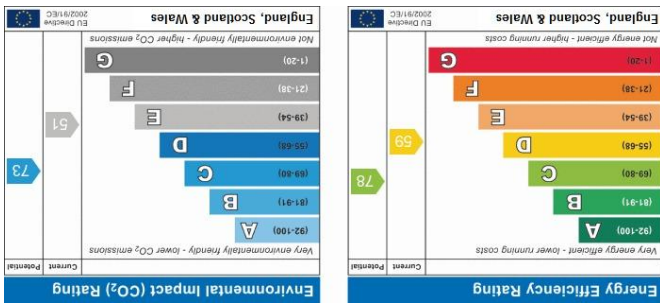 Energy Efficiency Rating
Current Potential
Very energy efficient - lower running costs
(92-100) A
(81-91) B
(69-80) C
(55-68) D
(39-54) E
(21-38) F
(1-20) G
Not energy efficient - higher running costs
59
78
England, Scotland & Wales
EU Directive
2002/91/EC
Environmental Impact (CO₂) Rating
Current Potential
Very environmentally friendly - lower CO₂ emissions
(92-100) A
(81-91) B
(69-80) C
(55-68) D
(39-54) E
(21-38) F
(1-20) G
Not environmentally friendly - higher CO₂ emissions
51
73
England, Scotland & Wales
EU Directive
2002/91/EC